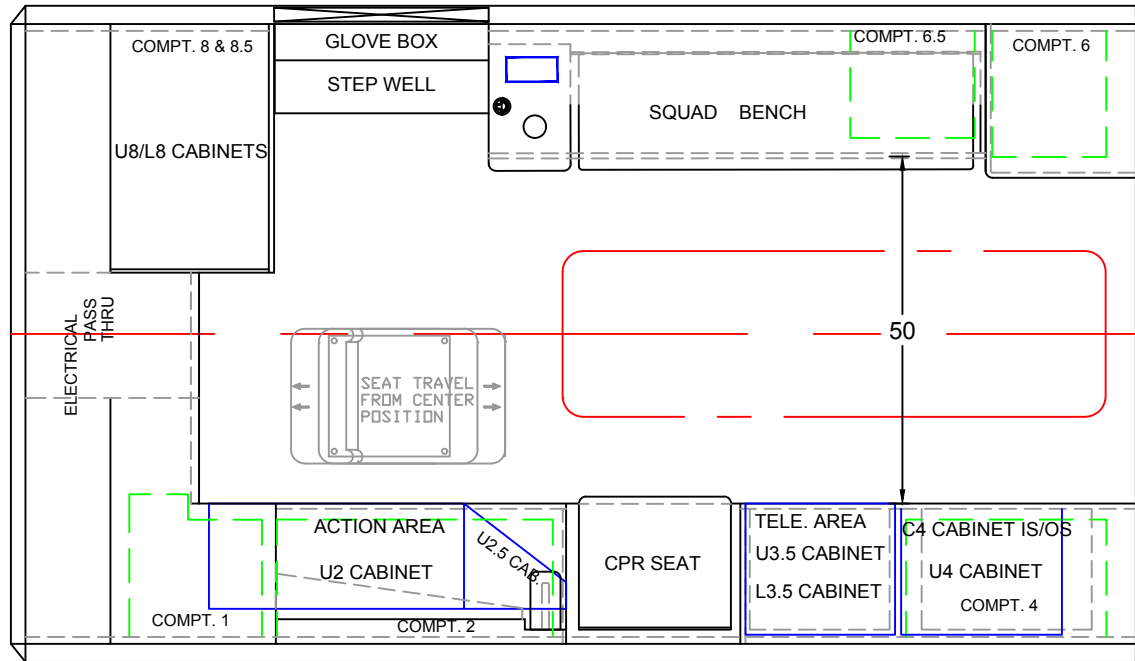 COMPT. 8 & 8.5
GLOVE BOX
COMPT. 6.5
COMPT. 6
STEP WELL
SQUAD BENCH
U8/L8 CABINETS
ELECTRICAL
PASS
THRU
50
SEAT TRAVEL
FROM CENTER
POSITION
ACTION AREA
U2 CABINET
U2.5 CAB.
COMPT. 1
COMPT. 2
CPR SEAT
TELE. AREA
U3.5 CABINET
L3.5 CABINET
C4 CABINET IS/OS
U4 CABINET
COMPT. 4